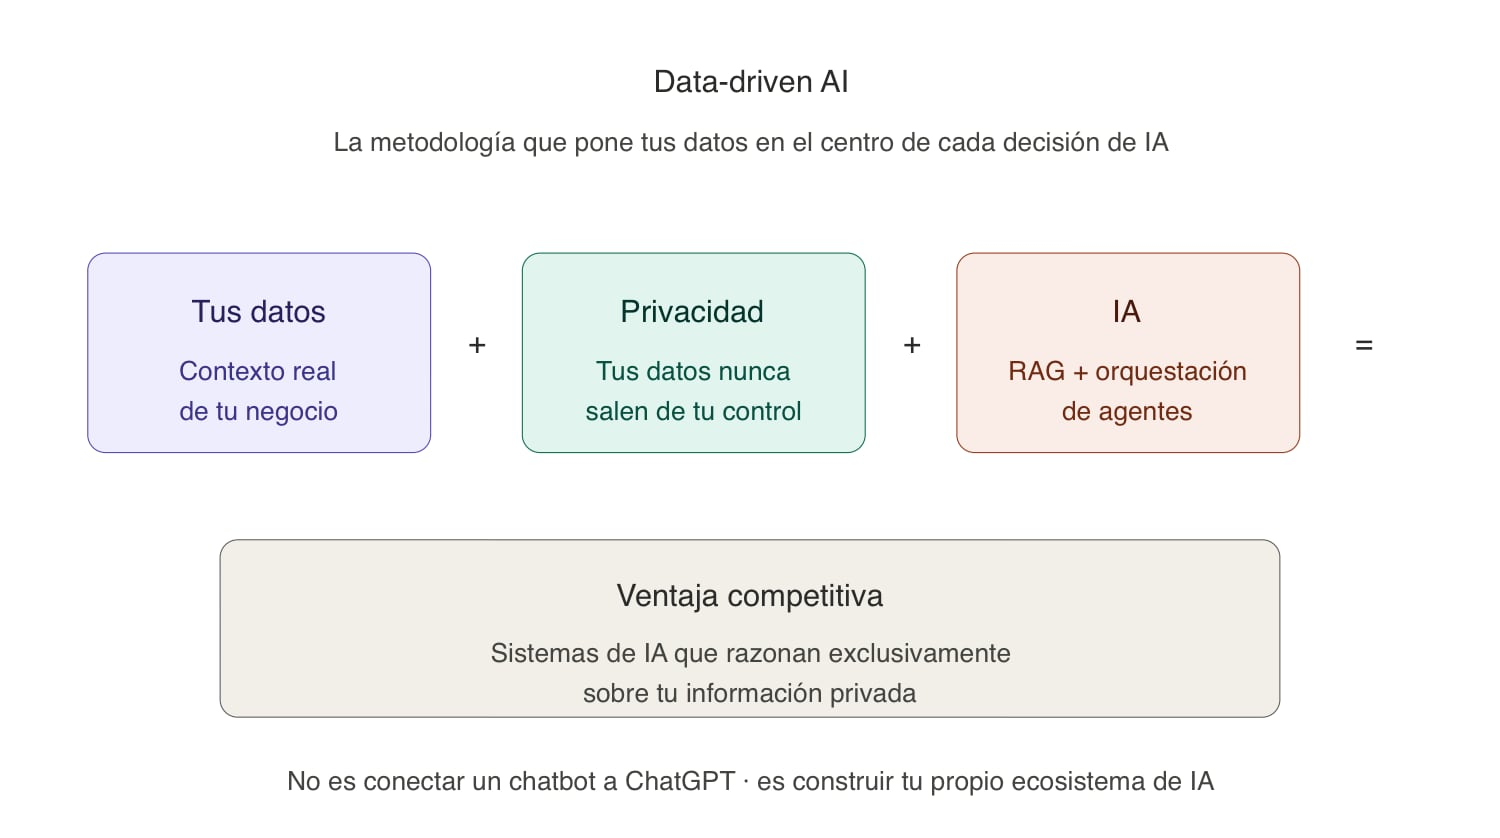 Data-driven AI
La metodología que pone tus datos en el centro de cada decisión de IA
Tus datos
Contexto real
de tu negocio
+
Privacidad
Tus datos nunca
salen de tu control
+
IA
RAG + orquestación
de agentes
=
Ventaja competitiva
Sistemas de IA que razonan exclusivamente
sobre tu información privada
No es conectar un chatbot a ChatGPT · es construir tu propio ecosistema de IA